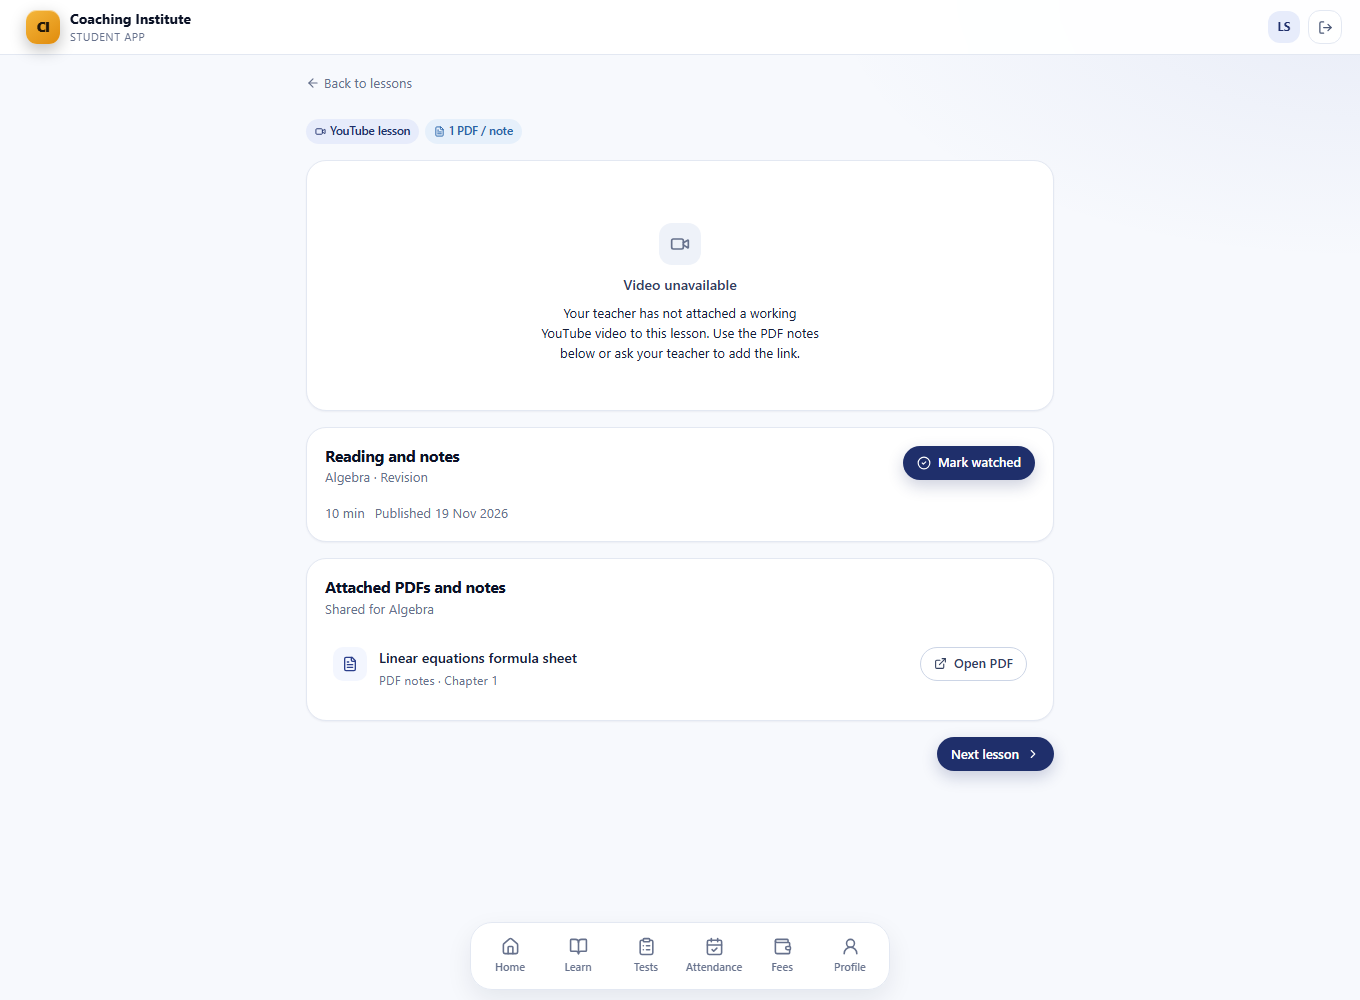 CI
Coaching Institute
STUDENT APP
LS
Back to lessons
YouTube lesson
1 PDF / note
Video unavailable
Your teacher has not attached a working
YouTube video to this lesson. Use the PDF notes
below or ask your teacher to add the link.
Reading and notes
Mark watched
Algebra · Revision
10 min Published 19 Nov 2026
Attached PDFs and notes
Shared for Algebra
Linear equations formula sheet
PDF notes · Chapter 1
Open PDF
Next lesson
Home
Learn
Tests
Attendance
Fees
Profile